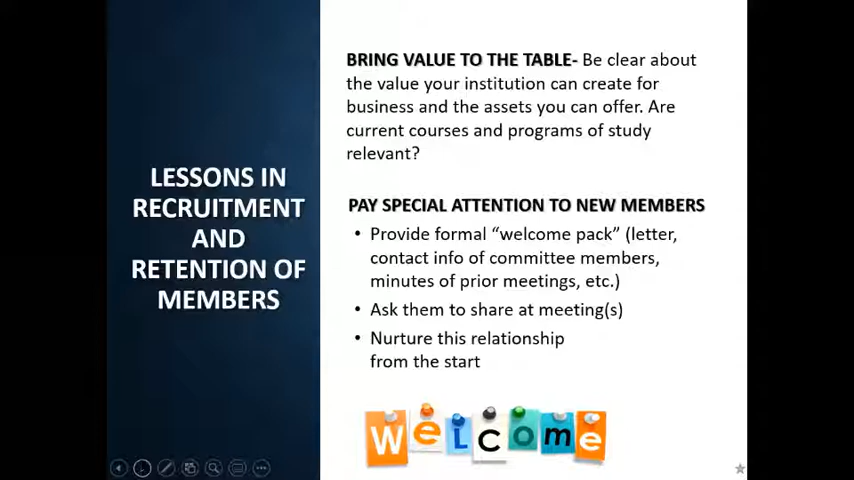 LESSONS IN
RECRUITMENT
AND
RETENTION OF
MEMBERS
BRING VALUE TO THE TABLE- Be clear about
the value your institution can create for
business and the assets you can offer. Are
current courses and programs of study
relevant?
PAY SPECIAL ATTENTION TO NEW MEMBERS
• Provide formal “welcome pack” (letter,
contact info of committee members,
minutes of prior meetings, etc.)
• Ask them to share at meeting(s)
• Nurture this relationship
from the start
WeLcome